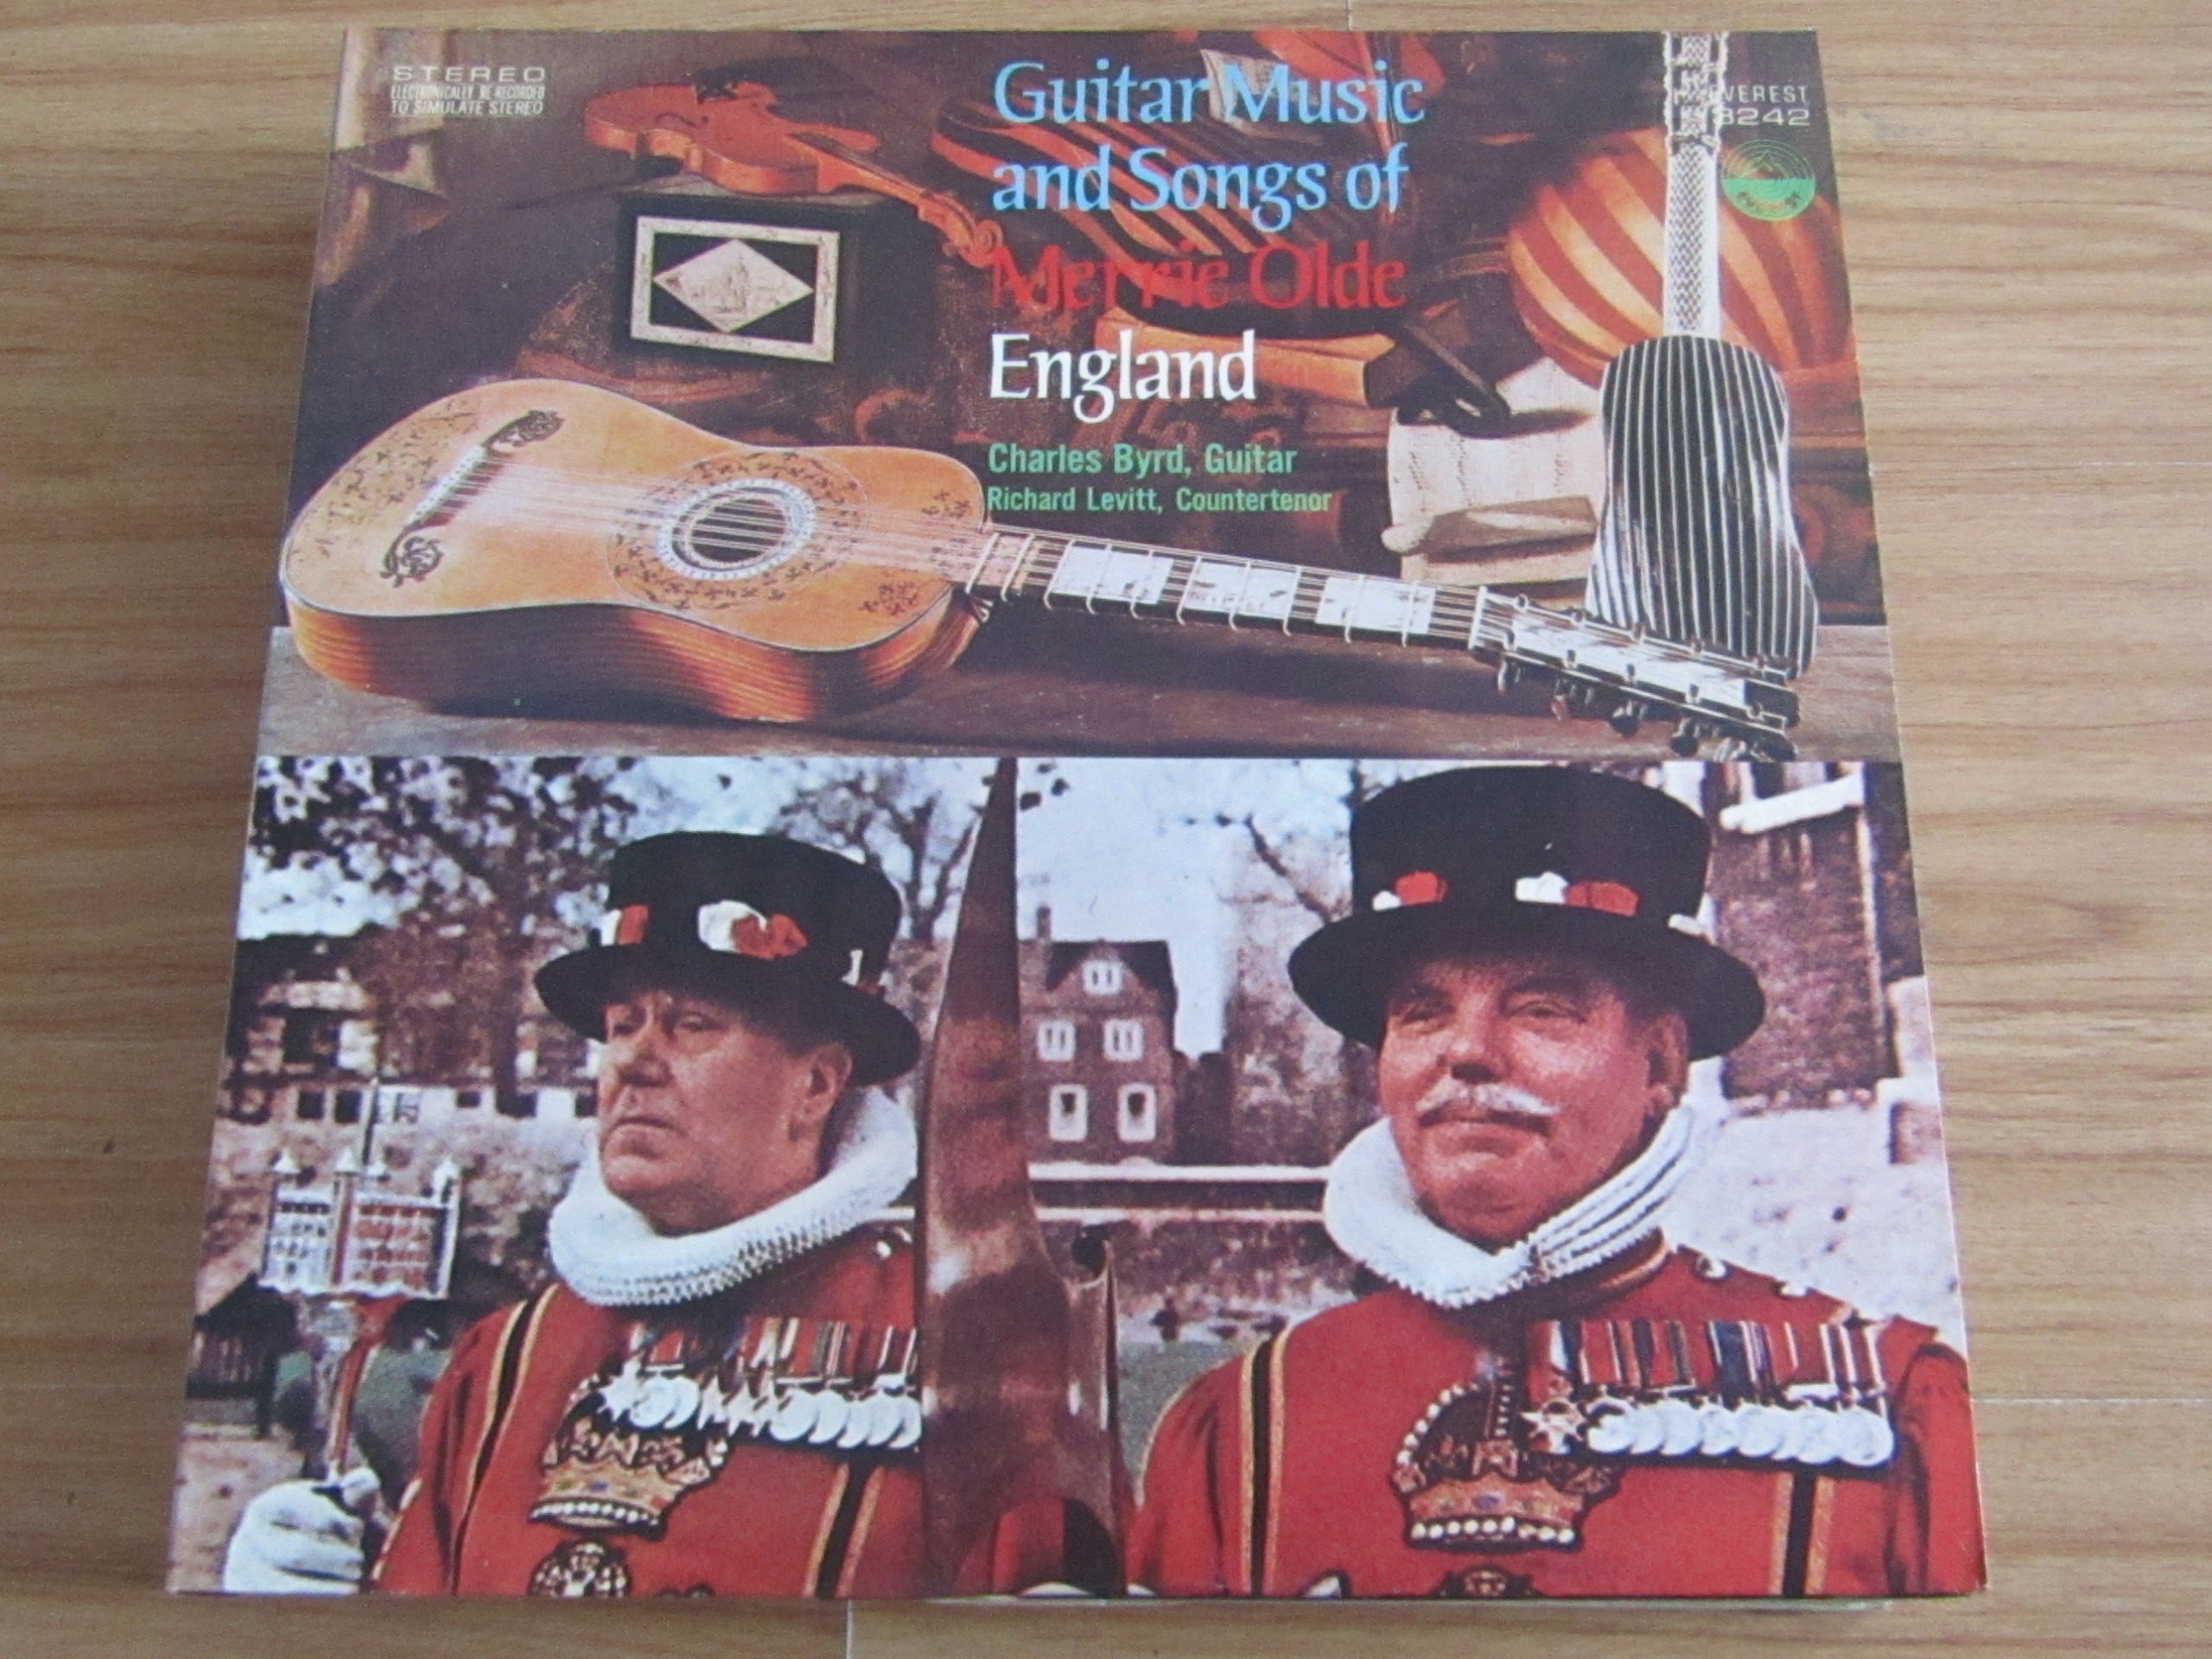 STEREO
ELECTRONICALLY RE-RECORDED
TO SIMULATE STEREO
Guitar Music
and Songs of
Merrie Olde
England
Charles Byrd, Guitar
Richard Levitt, Countertenor
EVEREST
3242